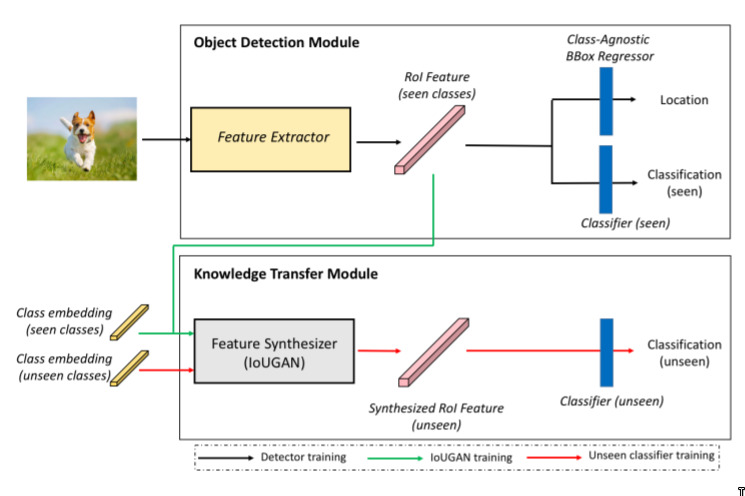 Object Detection Module
Class-Agnostic
BBox Regressor
RoI Feature
(seen classes)
Location
Feature Extractor
Classification
(seen)
Classifier (seen)
Knowledge Transfer Module
Class embedding
(seen classes)
Feature Synthesizer
(IoUGAN)
Classification
(unseen)
Class embedding
(unseen classes)
Synthesized RoI Feature
(unseen)
Classifier (unseen)
Detector training
IoUGAN training
Unseen classifier training